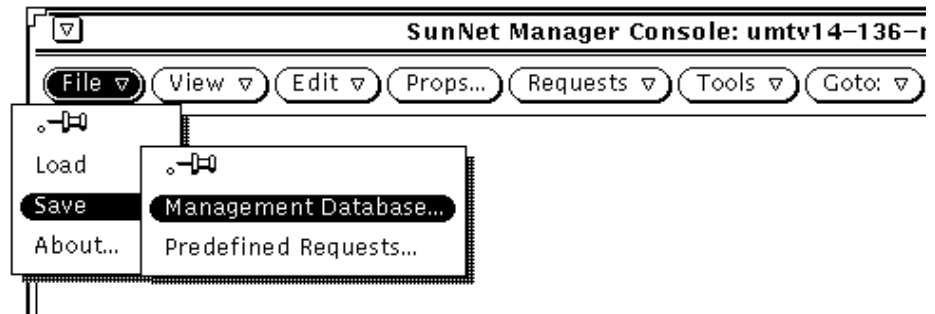 SunNet Manager Console: umtv14-136-
File View Edit Props... Requests Tools Goto:
Load
Save
About...
Management Database...
Predefined Requests...